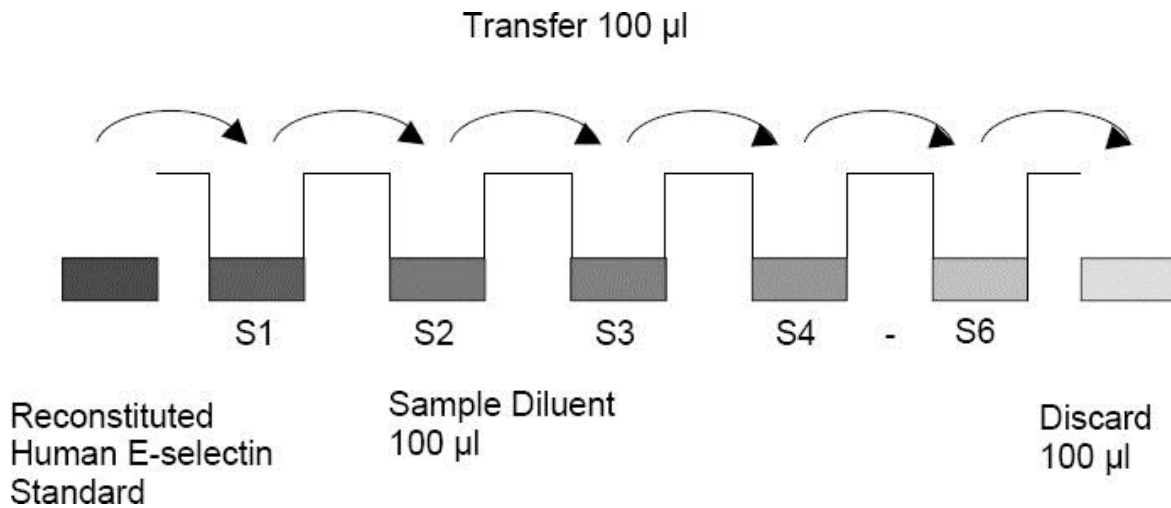 Transfer 100 µl
S1 S2 S3 S4 - S6
Reconstituted
Human E-selectin
Standard
Sample Diluent
100 µl
Discard
100 µl